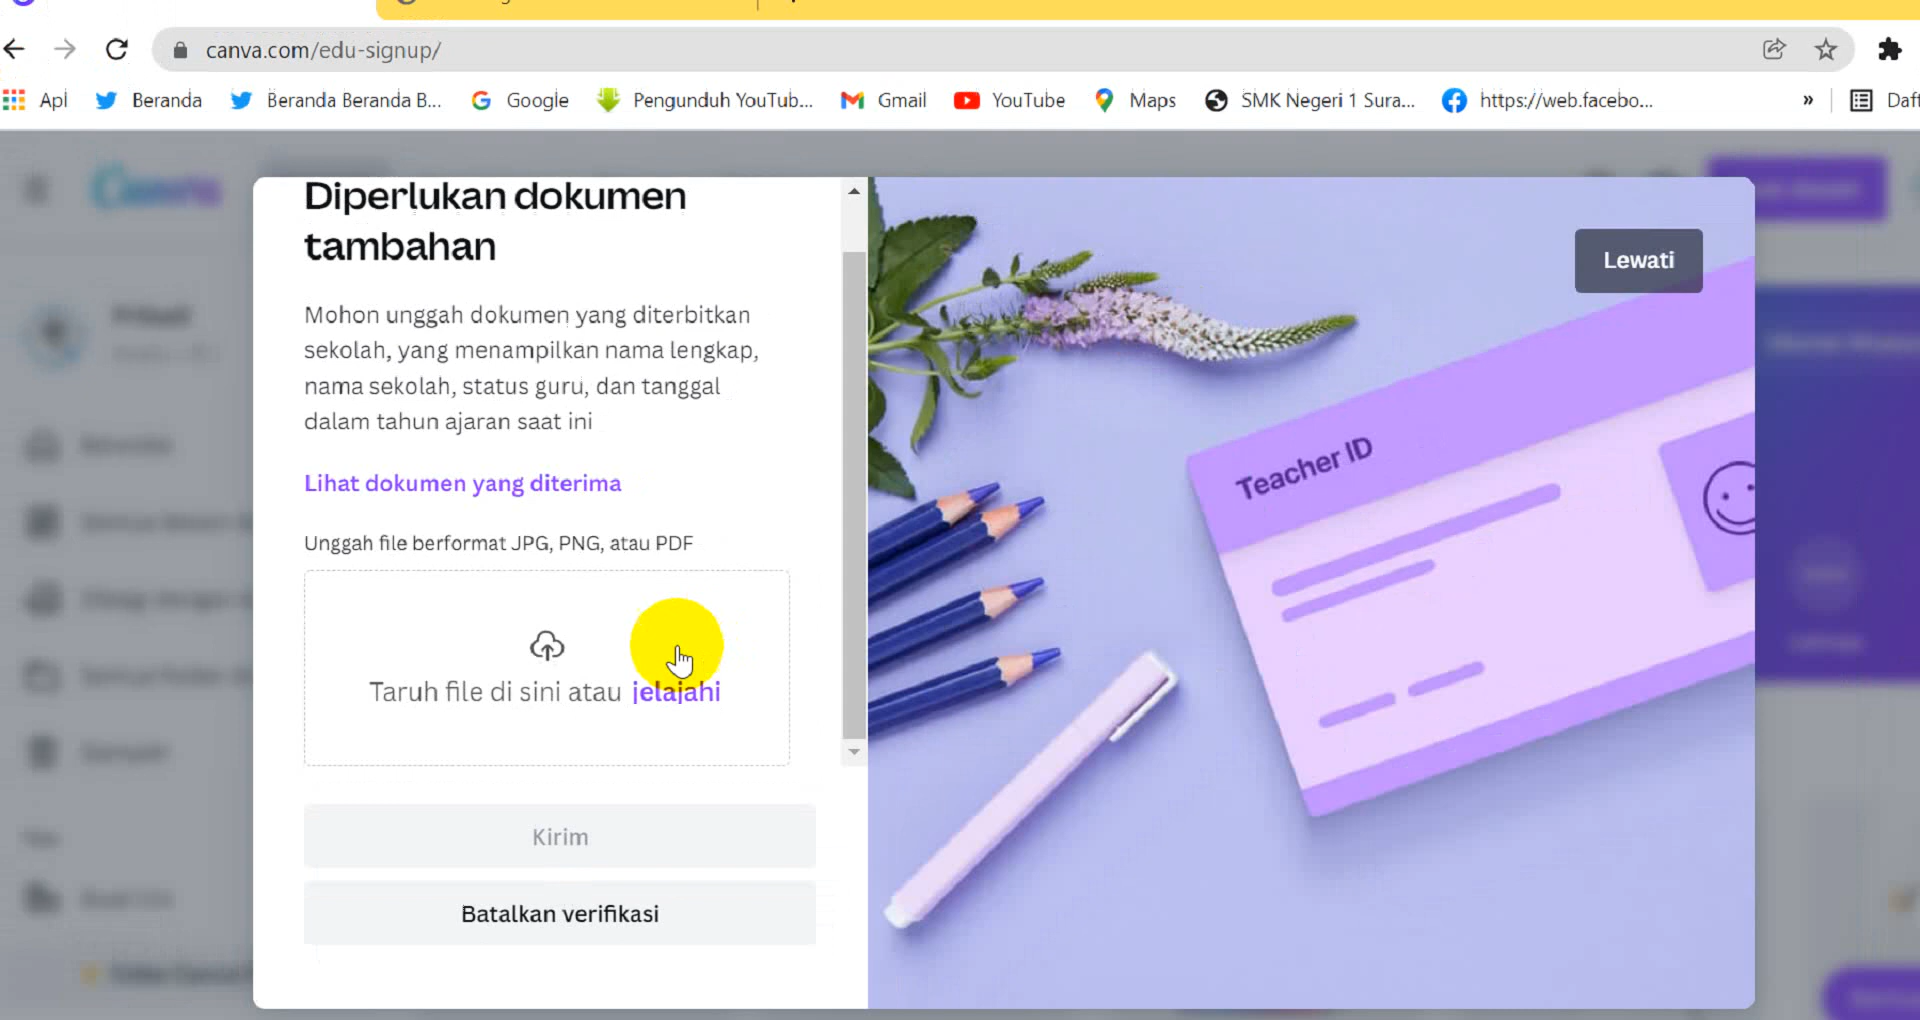 canva.com/edu-signup/
Apl Beranda Beranda Beranda B... Google Pengunduh YouTub... Gmail YouTube Maps SMK Negeri 1 Sura... https://web.facebo... » Daft
Canva
Diperlukan dokumen
tambahan
Mohon unggah dokumen yang diterbitkan
sekolah, yang menampilkan nama lengkap,
nama sekolah, status guru, dan tanggal
dalam tahun ajaran saat ini
Lihat dokumen yang diterima
Unggah file berformat JPG, PNG, atau PDF
Taruh file di sini atau jelajahi
Kirim
Batalkan verifikasi
Lewati
Teacher ID